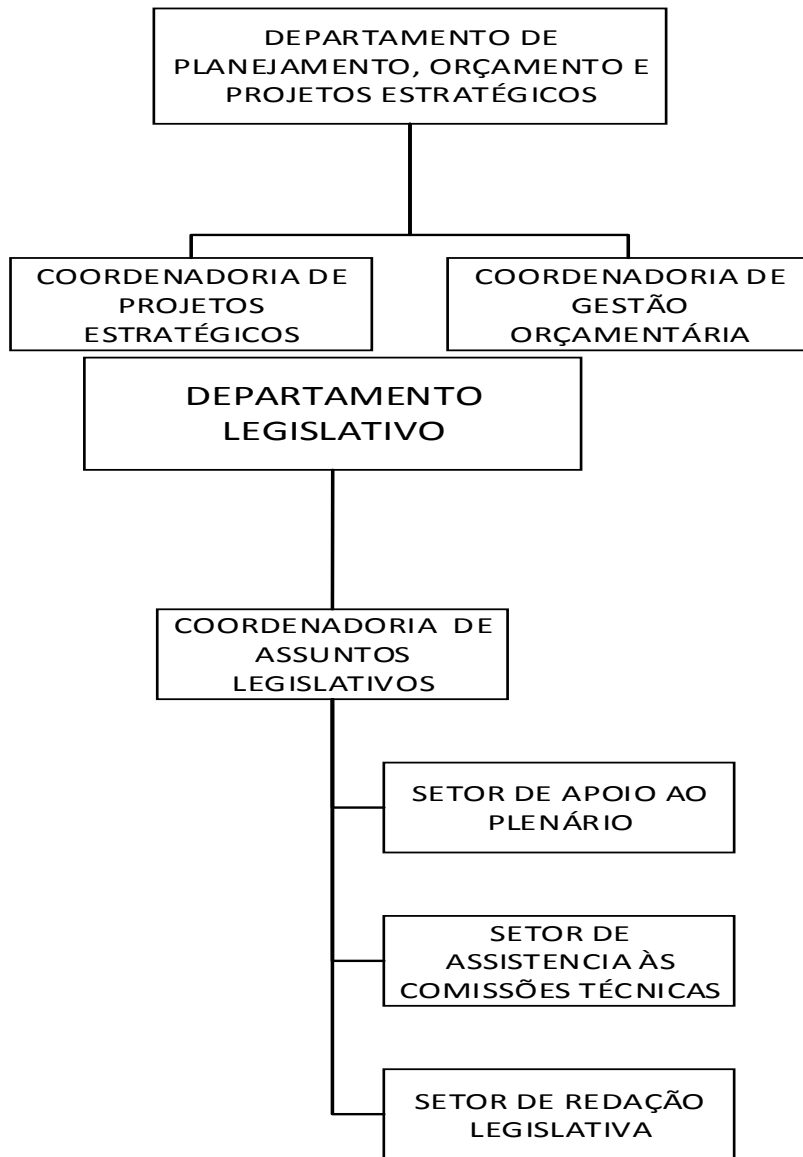 DEPARTAMENTO DE
PLANEJAMENTO, ORÇAMENTO E
PROJETOS ESTRATÉGICOS
COORDENADORIA DE
PROJETOS
ESTRATÉGICOS
COORDENADORIA DE
GESTÃO
ORÇAMENTÁRIA
DEPARTAMENTO
LEGISLATIVO
COORDENADORIA DE
ASSUNTOS
LEGISLATIVOS
SETOR DE APOIO AO
PLENÁRIO
SETOR DE
ASSISTENCIA ÀS
COMISSÕES TÉCNICAS
SETOR DE REDAÇÃO
LEGISLATIVA